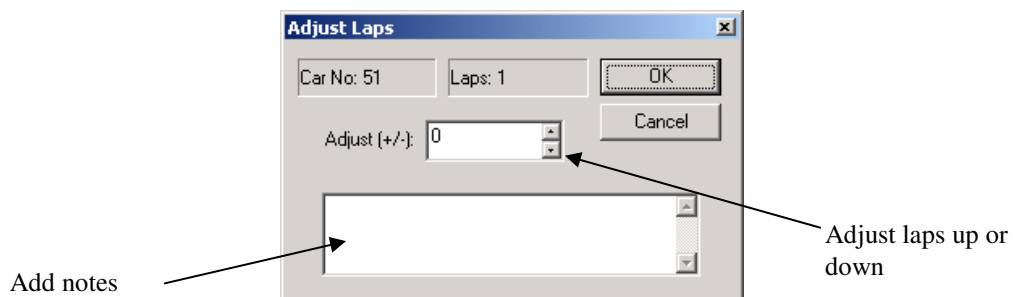 Adjust Laps
Car No: 51
Laps: 1
OK
Cancel
Adjust (+/-): 0
Adjust laps up or
down
Add notes